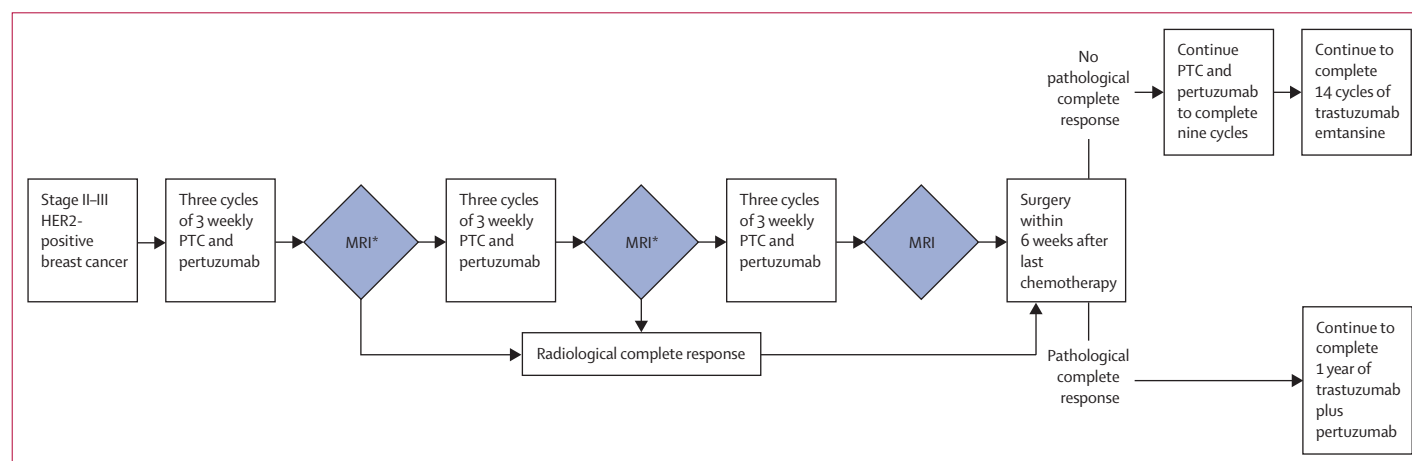 Stage II–III
HER2-
positive
breast cancer
Three cycles
of 3 weekly
PTC and
pertuzumab
MRI*
Three cycles
of 3 weekly
PTC and
pertuzumab
MRI*
Three cycles
of 3 weekly
PTC and
pertuzumab
MRI
Surgery
within
6 weeks after
last
chemotherapy
Radiological complete response
No
pathological
complete
response
Continue
PTC and
pertuzumab
to complete
nine cycles
Continue to
complete
14 cycles of
trastuzumab
emtansine
Pathological
complete
response
Continue to
complete
1 year of
trastuzumab
plus
pertuzumab